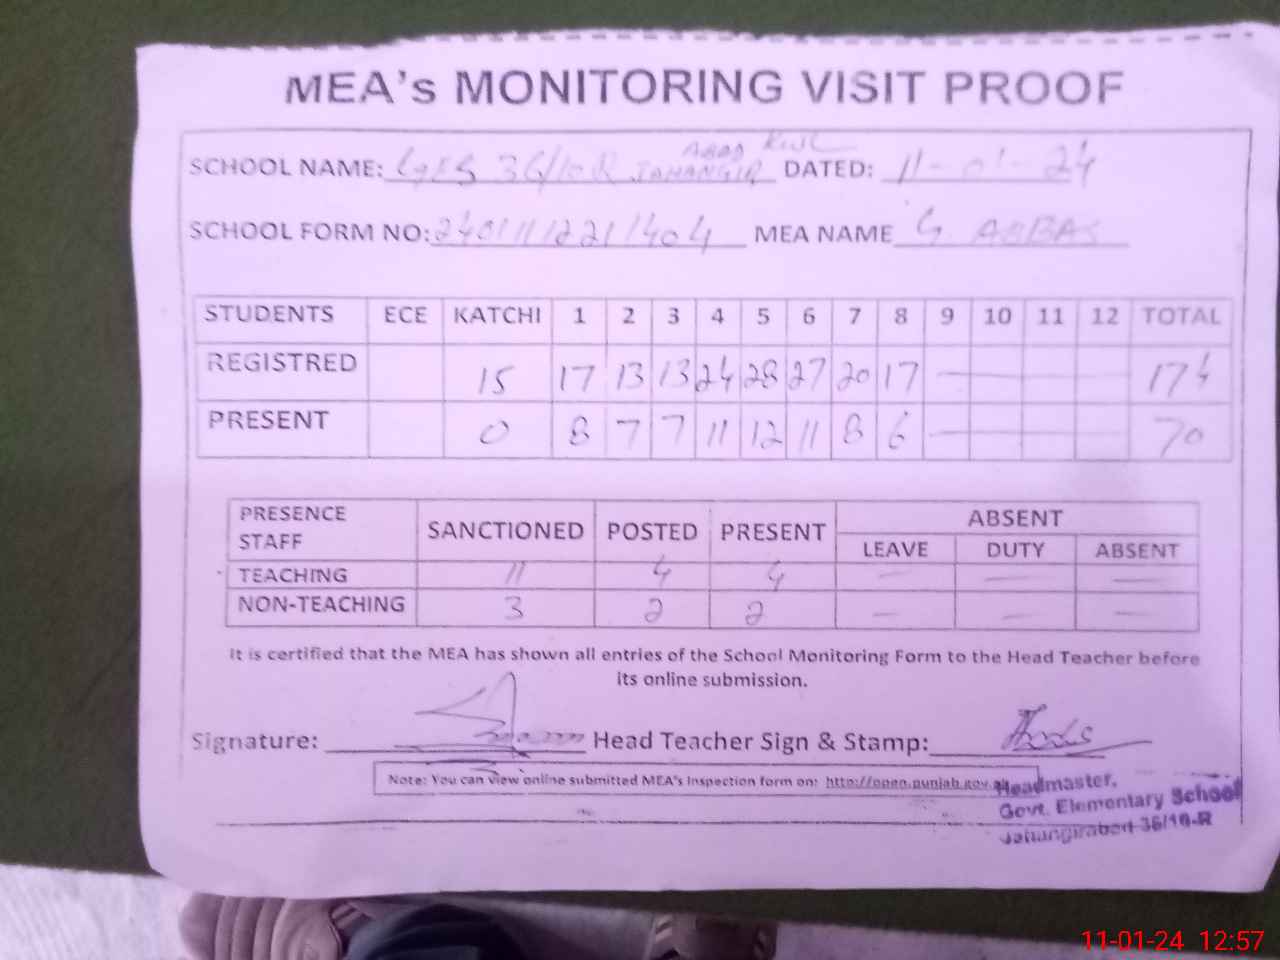 MEA's MONITORING VISIT PROOF
ABAD KWL
SCHOOL NAME: GES 36/10R JAHANGIR DATED: 11-01-24
SCHOOL FORM NO: 2401111221404 MEA NAME G ABBAS
STUDENTS ECE KATCHI 1 2 3 4 5 6 7 8 9 10 11 12 TOTAL
REGISTRED 15 17 13 13 24 28 27 20 17 — 174
PRESENT 0 8 7 7 11 12 11 8 6 — 70
PRESENCE STAFF SANCTIONED POSTED PRESENT ABSENT
LEAVE DUTY ABSENT
TEACHING 11 4 4 — — —
NON-TEACHING 3 2 2 — — —
It is certified that the MEA has shown all entries of the School Monitoring Form to the Head Teacher before
its online submission.
Signature: Head Teacher Sign & Stamp:
Note: You can view online submitted MEA's Inspection form on: http://open.punjab.gov.
Headmaster,
Govt. Elementary School
Jahangirabad 36/10-R
11-01-24 12:57